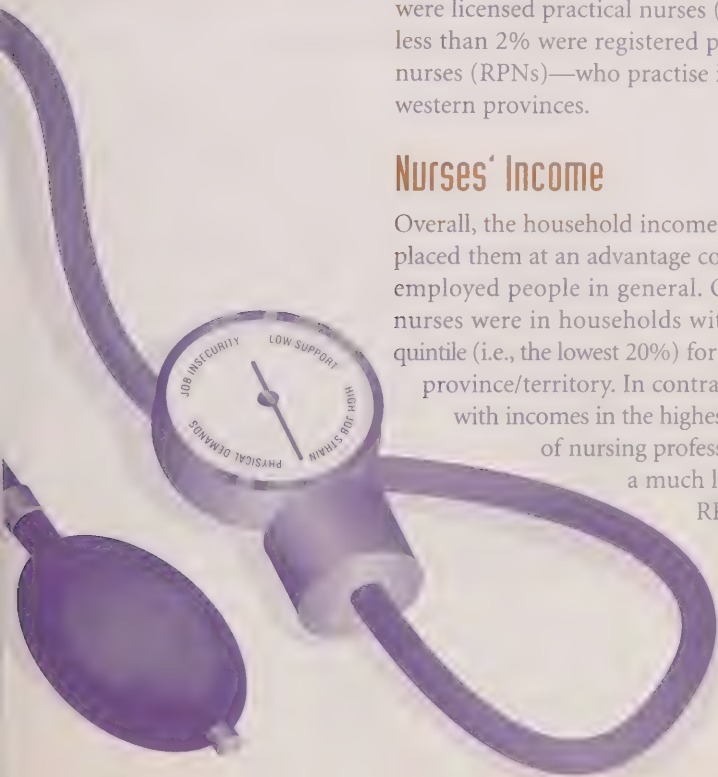 were licensed practical nurses (
less than 2% were registered p
nurses (RPNs)—who practise i
western provinces.
Nurses' Income
Overall, the household income
placed them at an advantage co
employed people in general. O
nurses were in households wit
quintile (i.e., the lowest 20%) for
province/territory. In contra
with incomes in the highes
of nursing profess
a much l
JOB INSECURITY
LOW SUPPORT
HIGH JOB STRAIN
PHYSICAL DEMANDS